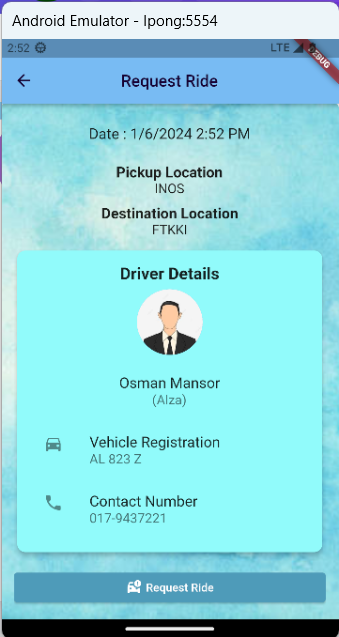 Android Emulator - Ipong:5554
2:52
LTE
DEBUG
Request Ride
Date : 1/6/2024 2:52 PM
Pickup Location
INOS
Destination Location
FTKKI
Driver Details
Osman Mansor
(Alza)
Vehicle Registration
AL 823 Z
Contact Number
017-9437221
Request Ride